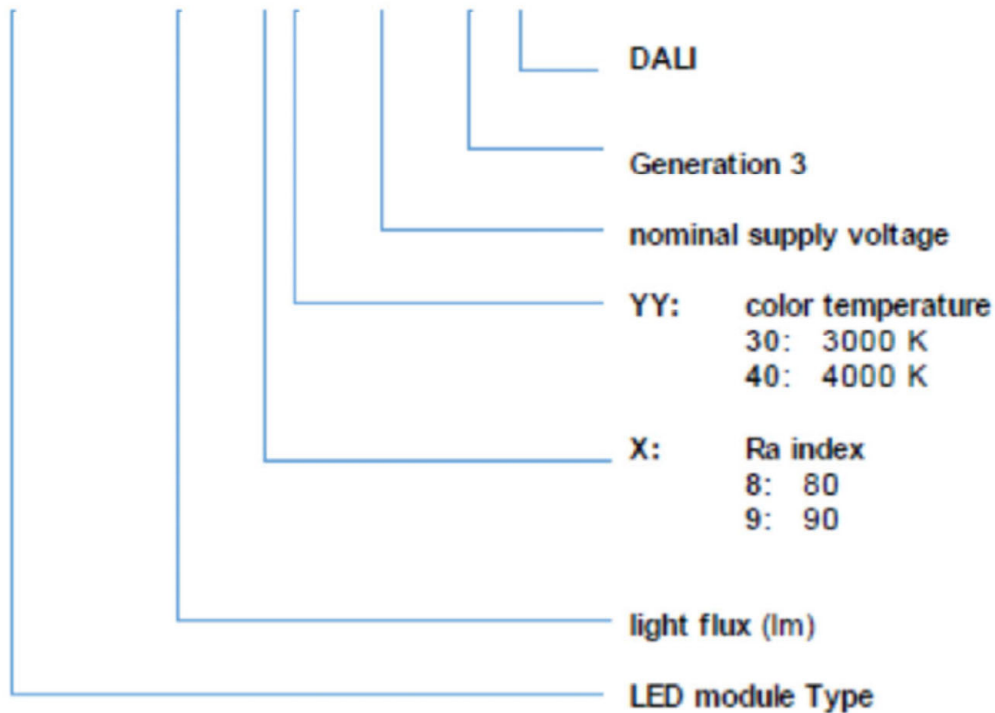 DALI
Generation 3
nominal supply voltage
YY: color temperature
30: 3000 K
40: 4000 K
X: Ra index
8: 80
9: 90
light flux (lm)
LED module Type